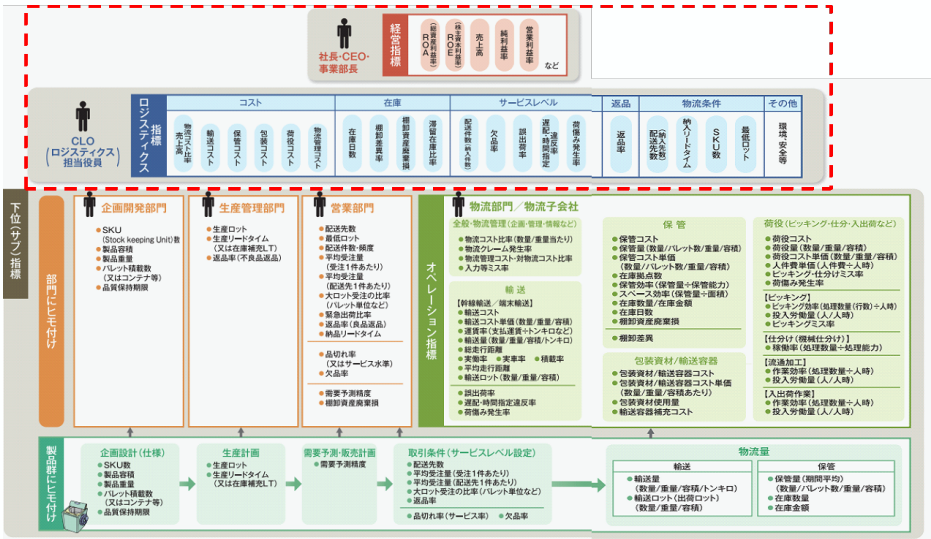 社長・CEO・
事業部長
経営指標
ROA
(総資産利益率)
ROE
(株主資本利益率)
売上高
純利益率
営業利益率
など
CLO
(ロジスティクス)
担当役員
ロジスティクス
指標
コスト
売上高
物流コスト比率
輸送コスト
保管コスト
包装コスト
荷役コスト
物流管理コスト
在庫
在庫日数
棚卸差異率
棚卸資産廃棄損
滞留在庫比率
サービスレベル
配送件数(納入件数)
欠品率
誤出荷率
遅配・時間指定
違反率
荷傷み発生率
返品
返品率
物流条件
配送先数
(納入先数)
納入リードタイム
SKU数
最低ロット
その他
環境、安全等
下位(サブ)指標
部門にヒモ付け
企画開発部門
●SKU
(Stock keeping Unit)数
●製品容積
●製品重量
●パレット積載数
(又はコンテナ等)
●品質保持期限
生産管理部門
●生産ロット
●生産リードタイム
(又は在庫補充LT)
●返品率(不良品返品)
営業部門
●配送先数
●最低ロット
●配送件数・頻度
●平均受注量
(受注1件あたり)
●平均受注量
(配送先1件あたり)
●大ロット受注の比率
(パレット単位など)
●緊急出荷比率
●返品率(良品返品)
●納品リードタイム
●品切れ率
(又はサービス水準)
●欠品率
●需要予測精度
●棚卸資産廃棄損
オペレーション指標
物流部門/物流子会社
全般・物流管理(企画・管理・情報など)
●物流コスト比率(数量/重量当たり)
●物流クレーム発生率
●物流管理コスト・対物流コスト比率
●入力等ミス率
輸 送
【幹線輸送/端末輸送】
●輸送コスト
●輸送コスト単価(数量/重量/容積)
●運賃率(支払運賃÷トンキロなど)
●輸送量(数量/重量/容積/トンキロ)
●総走行距離
●実働率 ●実車率 ●積載率
●平均走行距離
●輸送ロット(数量/重量/容積)
●誤出荷率
●遅配・時間指定違反率
●荷傷み発生率
保 管
●保管コスト
●保管量(数量/パレット数/重量/容積)
●保管コスト単価
(数量/パレット数/重量/容積)
●在庫拠点数
●保管効率(保管量÷保管能力)
●スペース効率(保管量÷面積)
●在庫数量/在庫金額
●在庫日数
●棚卸資産廃棄損
●棚卸差異
包装資材/輸送容器
●包装資材/輸送容器コスト
●包装資材/輸送容器コスト単価
(数量/重量/容積あたり)
●包装資材使用量
●輸送容器補充コスト
荷役(ピッキング・仕分・入出荷など)
●荷役コスト
●荷役量(数量/重量/容積)
●荷役コスト単価(数量/重量/容積)
●人件費単価(人件費÷人時)
●ピッキング・仕分けミス率
●荷傷み発生率
【ピッキング】
●ピッキング効率(処理数量(行数)÷人時)
●投入労働量(人/人時)
●ピッキングミス率
【仕分け(機械仕分け)】
●稼働率(処理数量÷処理能力)
【流通加工】
●作業効率(処理数量÷人時)
●投入労働量(人/人時)
【入出荷作業】
●作業効率(処理数量÷人時)
●投入労働量(人/人時)
製品群にヒモ付け
企画設計(仕様)
●SKU数
●製品容積
●製品重量
●パレット積載数
(又はコンテナ等)
●品質保持期限
生産計画
●生産ロット
●生産リードタイム
(又は在庫補充LT)
需要予測・販売計画
●需要予測精度
取引条件(サービスレベル設定)
●配送先数
●平均受注量(受注1件あたり)
●平均受注量(配送先1件あたり)
●大ロット受注の比率(パレット単位など)
●返品率
●品切れ率(サービス率) ●欠品率
物流量
輸送
●輸送量
(数量/重量/容積/トンキロ)
●輸送ロット(出荷ロット)
(数量/重量/容積)
保管
●保管量(期間平均)
(数量/パレット数/重量/容積)
●在庫数量
●在庫金額